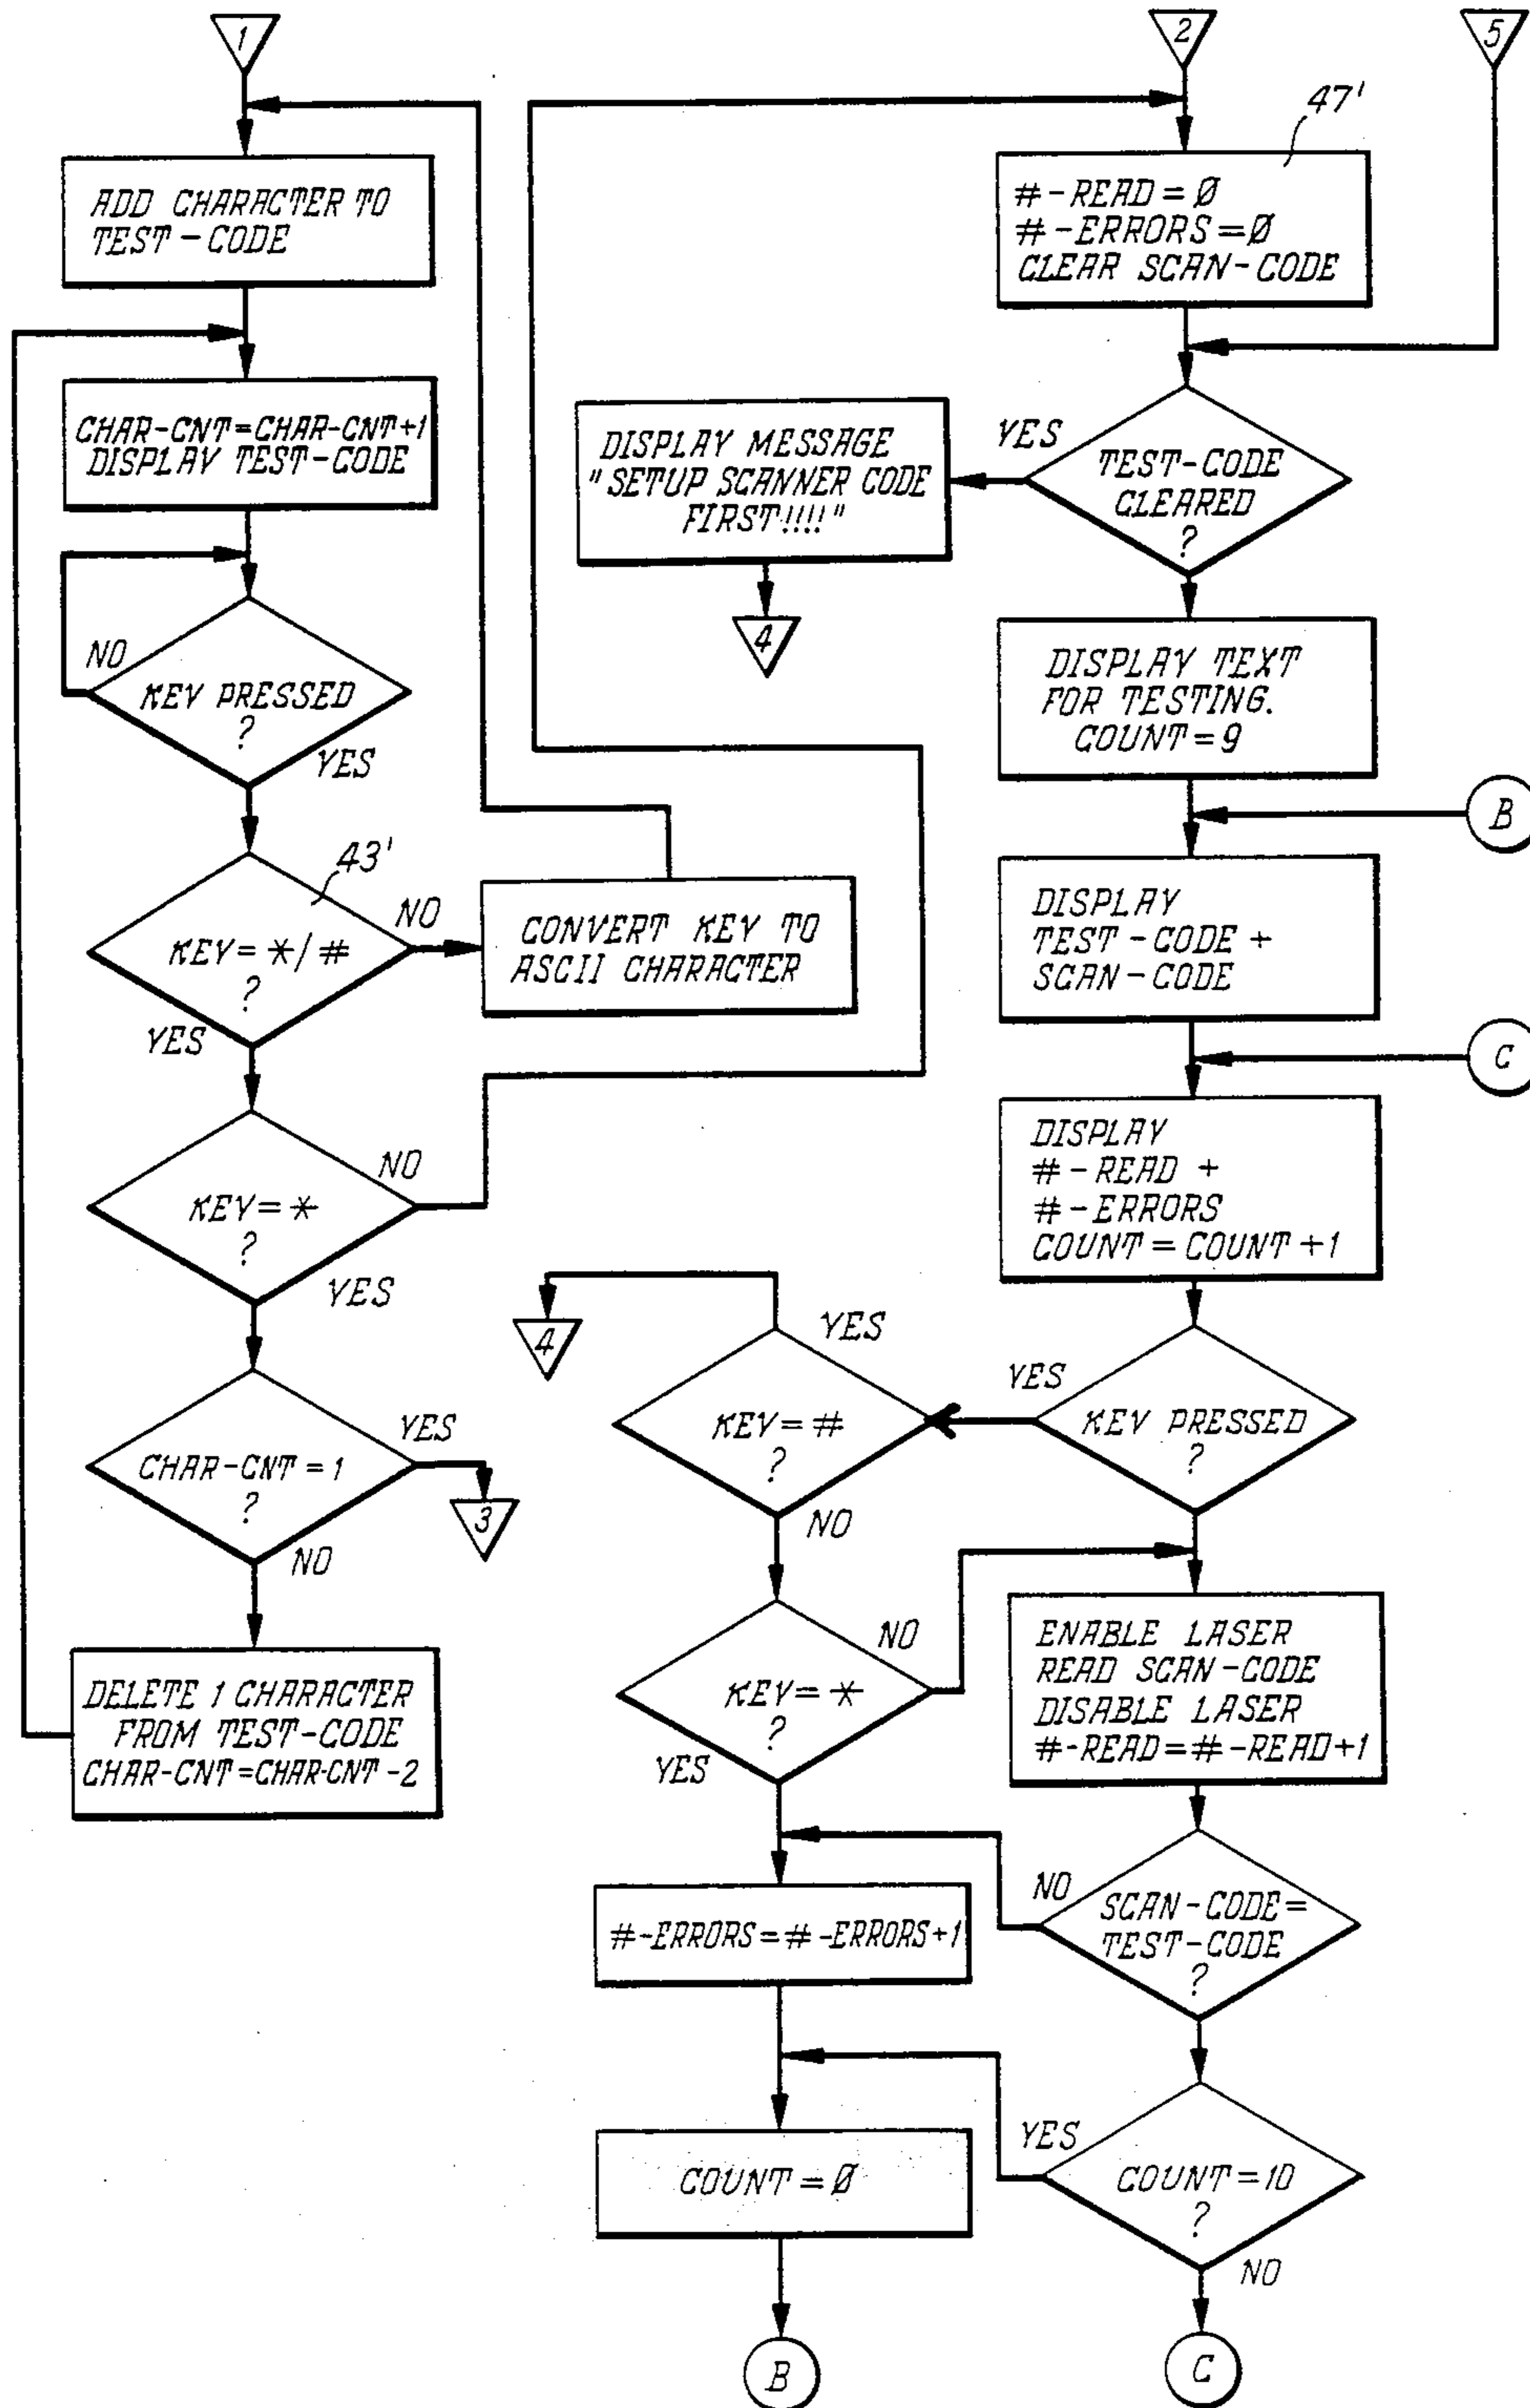 1
ADD CHARACTER TO
TEST-CODE
CHAR-CNT=CHAR-CNT+1
DISPLAY TEST-CODE
NO
KEY PRESSED
?
YES
43'
KEY=*/#
?
NO
YES
CONVERT KEY TO
ASCII CHARACTER
KEY=*
?
NO
YES
CHAR-CNT=1
?
YES
3
NO
DELETE 1 CHARACTER
FROM TEST-CODE
CHAR-CNT=CHAR-CNT-2
2
5
47'
#-READ=Ø
#-ERRORS=Ø
CLEAR SCAN-CODE
YES
TEST-CODE
CLEARED
?
DISPLAY MESSAGE
"SETUP SCANNER CODE
FIRST!!!!"
4
DISPLAY TEXT
FOR TESTING.
COUNT=9
B
DISPLAY
TEST-CODE+
SCAN-CODE
C
DISPLAY
#-READ+
#-ERRORS
COUNT=COUNT+1
YES
KEY PRESSED
?
4
YES
KEY=#
?
NO
KEY=*
?
NO
YES
ENABLE LASER
READ SCAN-CODE
DISABLE LASER
#-READ=#-READ+1
NO
SCAN-CODE=
TEST-CODE
?
#-ERRORS=#-ERRORS+1
YES
COUNT=10
?
NO
COUNT=Ø
B
C